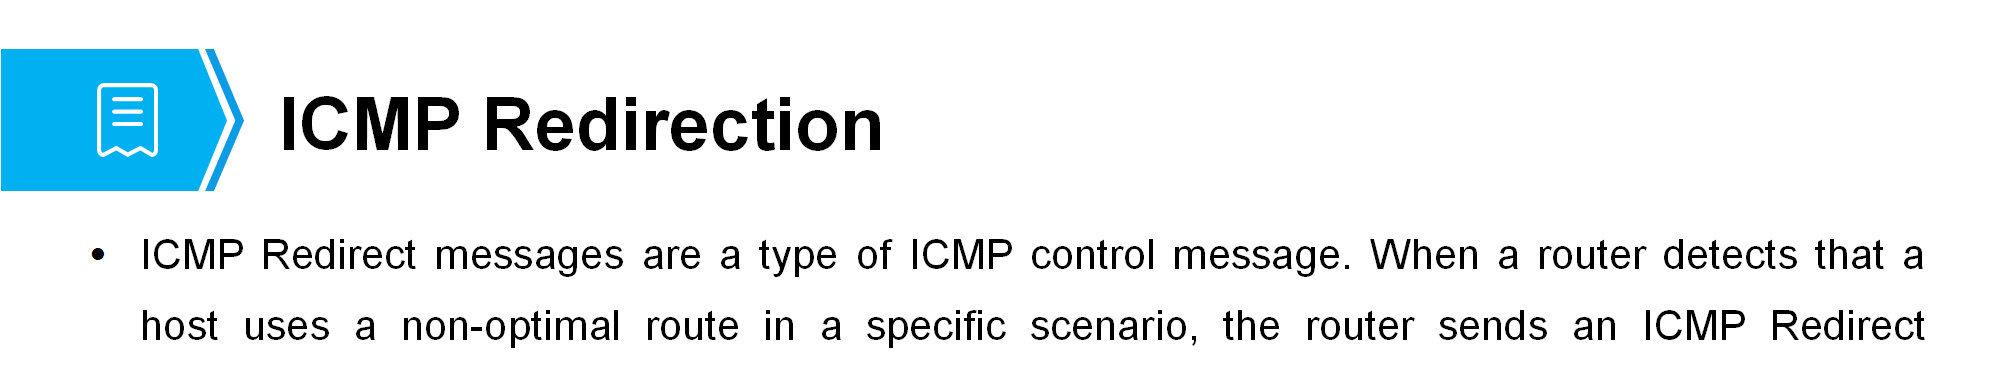 ICMP Redirection
• ICMP Redirect messages are a type of ICMP control message. When a router detects that a
host uses a non-optimal route in a specific scenario, the router sends an ICMP Redirect